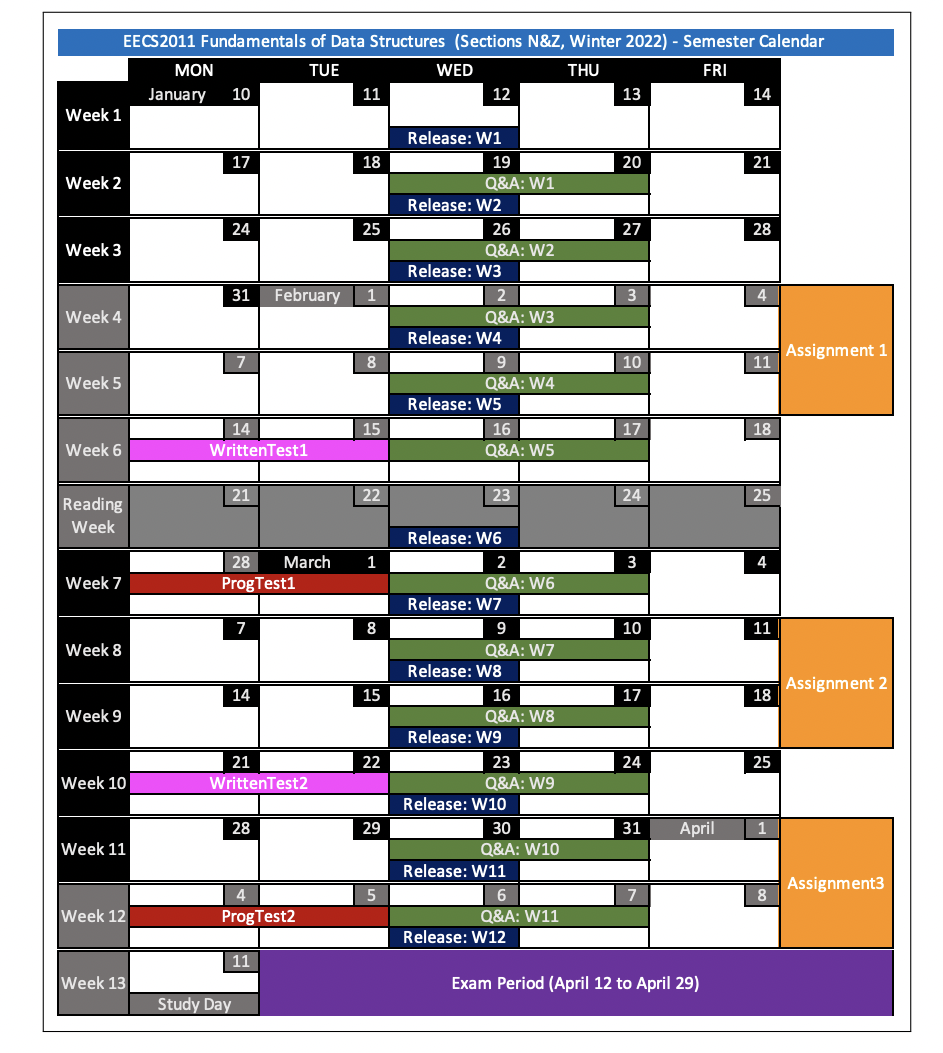 EECS2011 Fundamentals of Data Structures (Sections N&Z, Winter 2022) - Semester Calendar
MON TUE WED THU FRI
January 10 11 12 13 14
Week 1
Release: W1
17 18 19 20 21
Week 2 Q&A: W1
Release: W2
24 25 26 27 28
Week 3 Q&A: W2
Release: W3
31 February 1 2 3 4
Week 4 Q&A: W3
Release: W4
Assignment 1
7 8 9 10 11
Week 5 Q&A: W4
Release: W5
14 15 16 17 18
Week 6 WrittenTest1 Q&A: W5
21 22 23 24 25
Reading
Week
Release: W6
28 March 1 2 3 4
Week 7 ProgTest1 Q&A: W6
Release: W7
7 8 9 10 11
Week 8 Q&A: W7
Release: W8
Assignment 2
14 15 16 17 18
Week 9 Q&A: W8
Release: W9
21 22 23 24 25
Week 10 WrittenTest2 Q&A: W9
Release: W10
28 29 30 31 April 1
Week 11 Q&A: W10
Release: W11
Assignment3
4 5 6 7 8
Week 12 ProgTest2 Q&A: W11
Release: W12
11
Week 13 Exam Period (April 12 to April 29)
Study Day